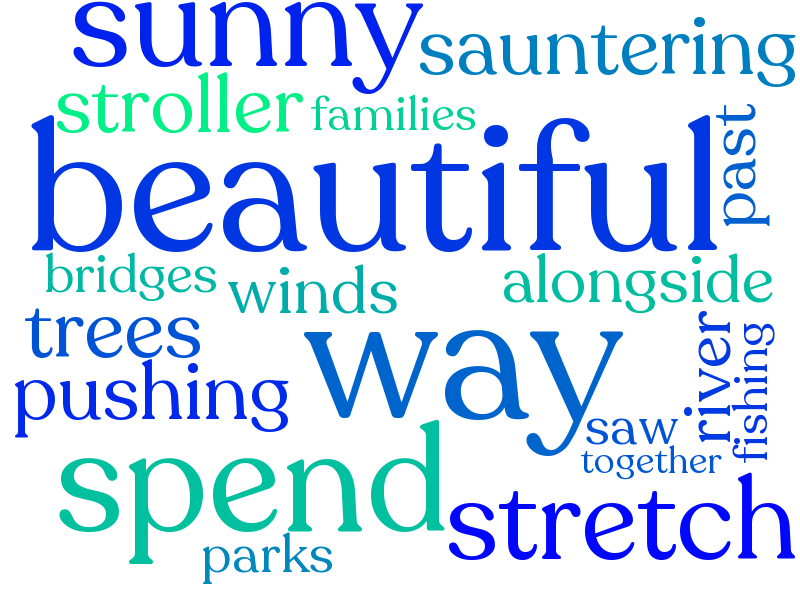 sunny
sauntering
stroller
families
beautiful
past
bridges
winds
alongside
trees
way
river
fishing
pushing
saw
together
spend
stretch
parks